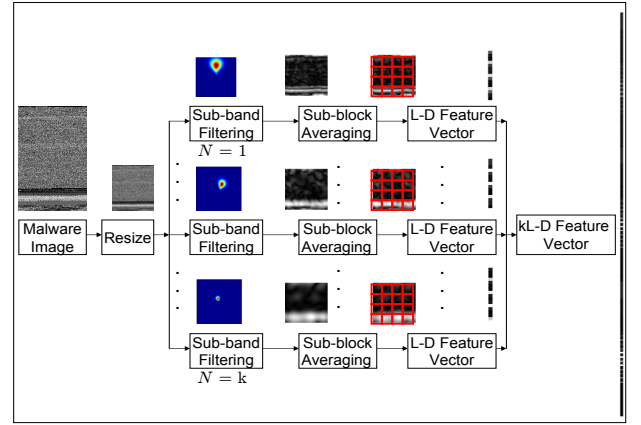 Sub-band
Filtering
Sub-block
Averaging
L-D Feature
Vector
N = 1
Malware
Image
Resize
Sub-band
Filtering
Sub-block
Averaging
L-D Feature
Vector
kL-D Feature
Vector
Sub-band
Filtering
Sub-block
Averaging
L-D Feature
Vector
N = k